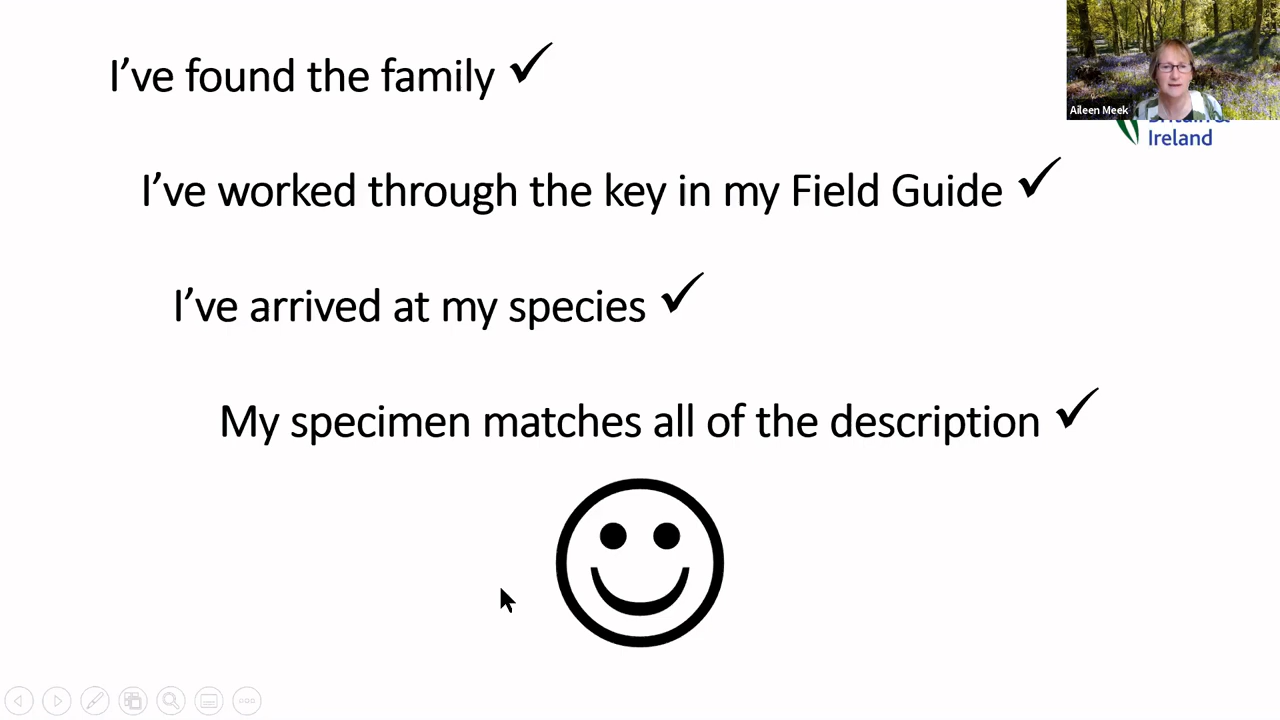 I've found the family ✓
Aileen Meek
Ireland
I've worked through the key in my Field Guide ✓
I've arrived at my species ✓
My specimen matches all of the description ✓